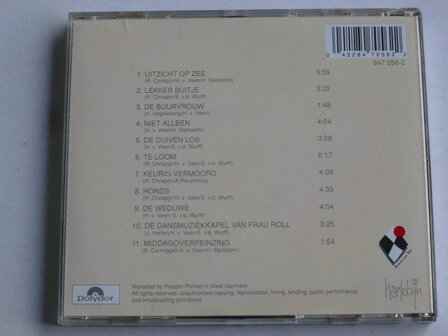 0 42284 70562 2
847 056-2
1. UITZICHT OP ZEE 3:59
(R. Chrispijn/H. v. Veen/H. Sacksioni)
2. LEKKER BUITJE 3:22
(R. Chrispijn/E. v.d. Wurff)
3. DE BUURVROUW 1:48
(H. Vogelesang/H. v. Veen)
4. NIET ALLEEN 4:04
(H. v. Veen/H. Sacksioni)
5. DE DUIVEN LOS 3:28
(H. v. Veen/E. v.d. Wurff)
6. TE LOOM 6:17
(R. Chrispijn/H. v. Veen/E. v.d. Wurff)
7. KEURIG VERMOORD 4:09
(R. Chrispijn/A. Rooymans)
8. HONDS 4:33
(R. Chrispijn/H. v. Veen/E. v.d. Wurff)
9. DE WEDUWE 4:04
(H. v. Veen/E. v.d. Wurff)
10. DE DANSMUZIEKKAPEL VAN FRAU ROLL 3:25
(J. Harten/H. v. Veen/E. v.d. Wurff)
11. MIDDAGOVERPEINZING 1:54
(S. Carmiggelt/H. v. Veen/H. Sacksioni)
Polydor
harlekijn
Marketed by Polydor Printed in West Germany
All rights reserved, unauthorized copying, reproduction, hiring, lending, public performance
and broadcasting prohibited.